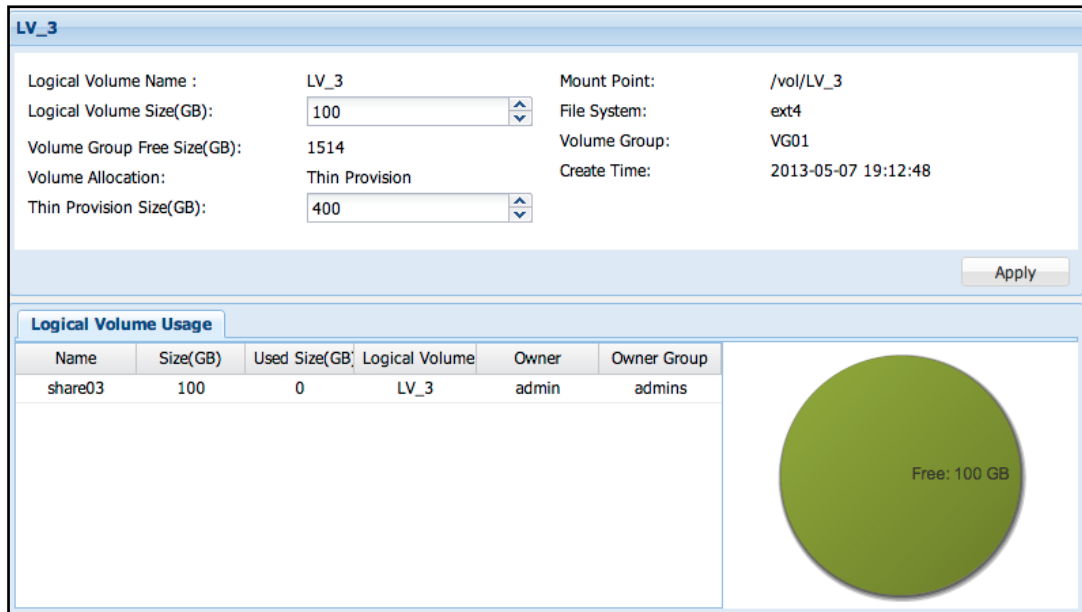 LV_3
Logical Volume Name : LV_3 Mount Point: /vol/LV_3
Logical Volume Size(GB): 100 File System: ext4
Volume Group Free Size(GB): 1514 Volume Group: VG01
Volume Allocation: Thin Provision Create Time: 2013-05-07 19:12:48
Thin Provision Size(GB): 400
Apply
Logical Volume Usage
Name Size(GB) Used Size(GB) Logical Volume Owner Owner Group
share03 100 0 LV_3 admin admins
Free: 100 GB